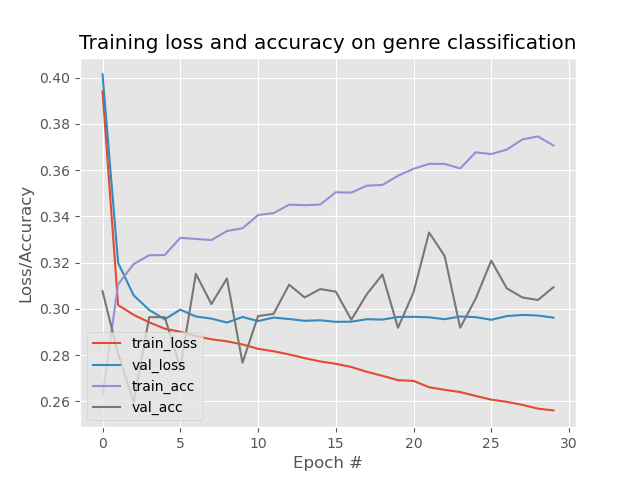 Training loss and accuracy on genre classification
0.40
0.38
0.36
0.34
0.32
0.30
0.28
0.26
Loss/Accuracy
train_loss
val_loss
train_acc
val_acc
0 5 10 15 20 25 30
Epoch #